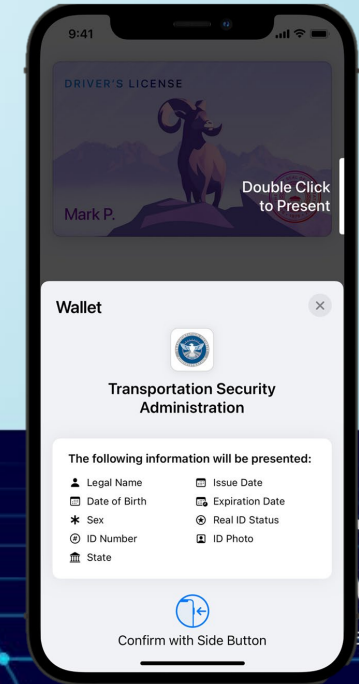 9:41
DRIVER'S LICENSE
Double Click
to Present
Mark P.
Wallet
Transportation Security
Administration
The following information will be presented:
Legal Name
Issue Date
Date of Birth
Expiration Date
Sex
Real ID Status
ID Number
ID Photo
State
Confirm with Side Button